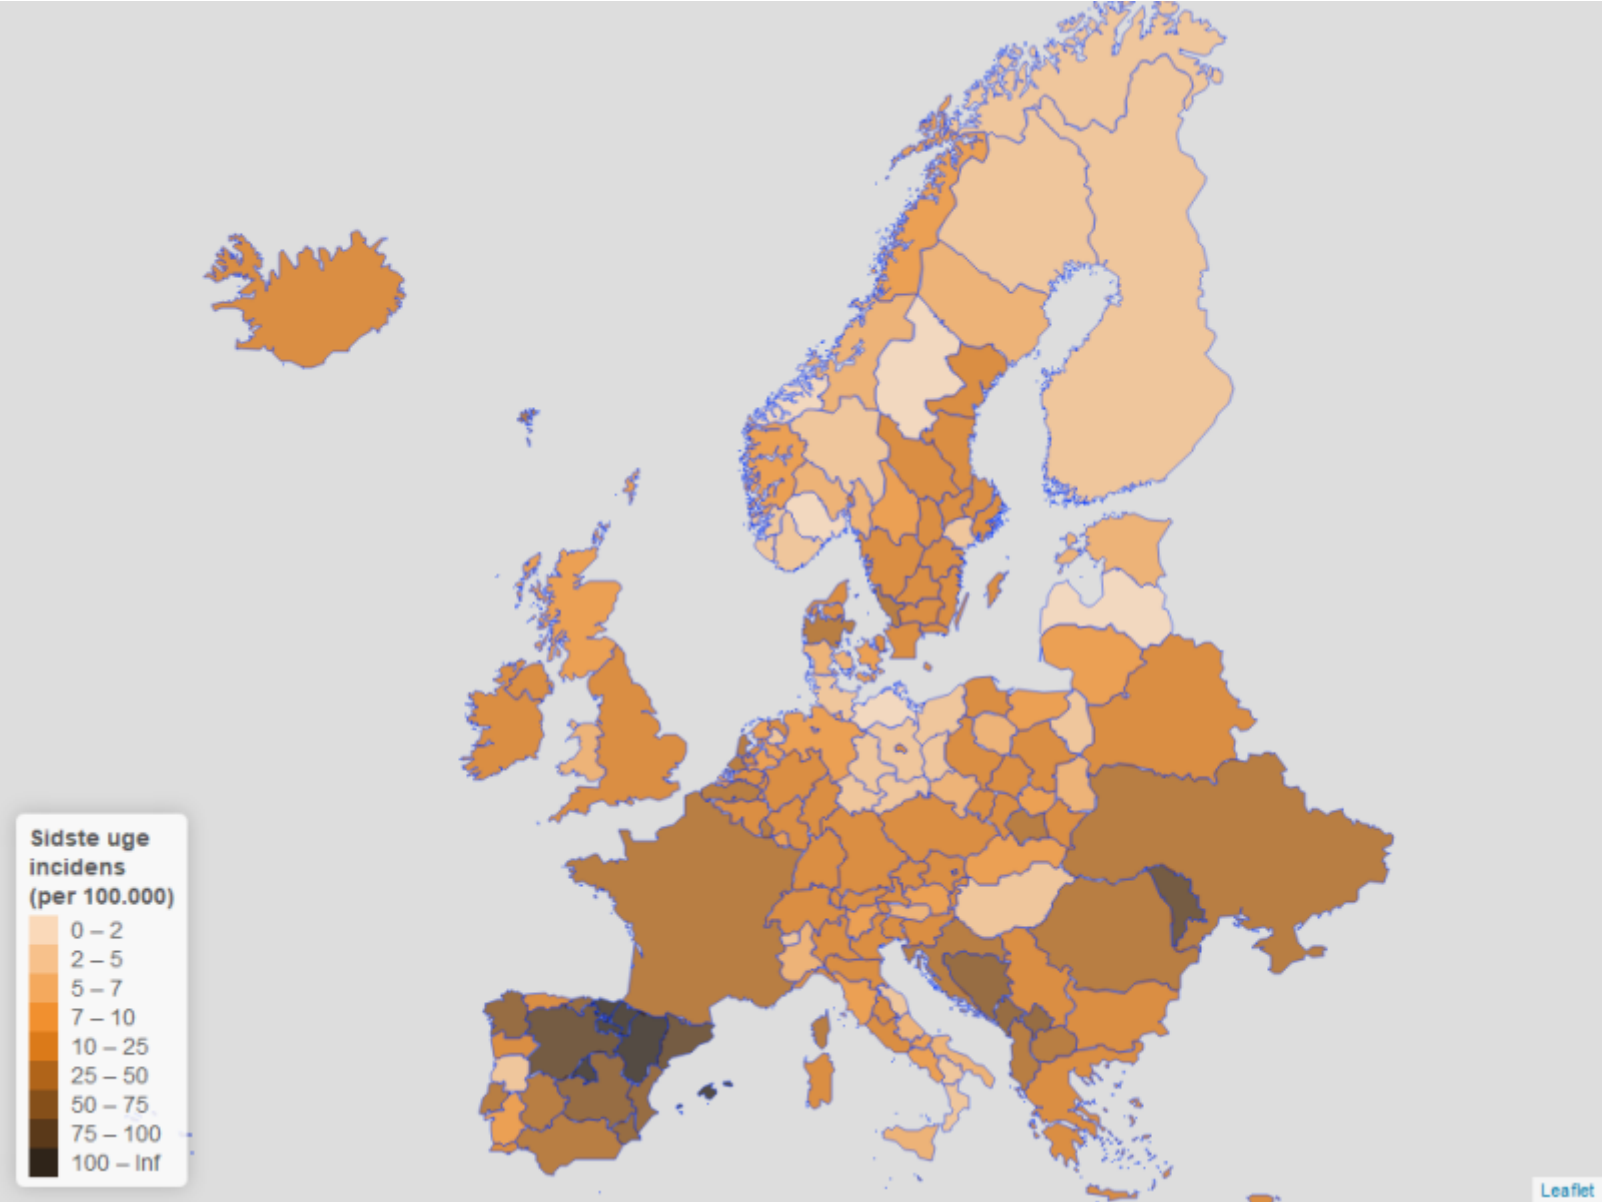 Sidste uge
incidens
(per 100.000)
0 – 2
2 – 5
5 – 7
7 – 10
10 – 25
25 – 50
50 – 75
75 – 100
100 – Inf
Leaflet